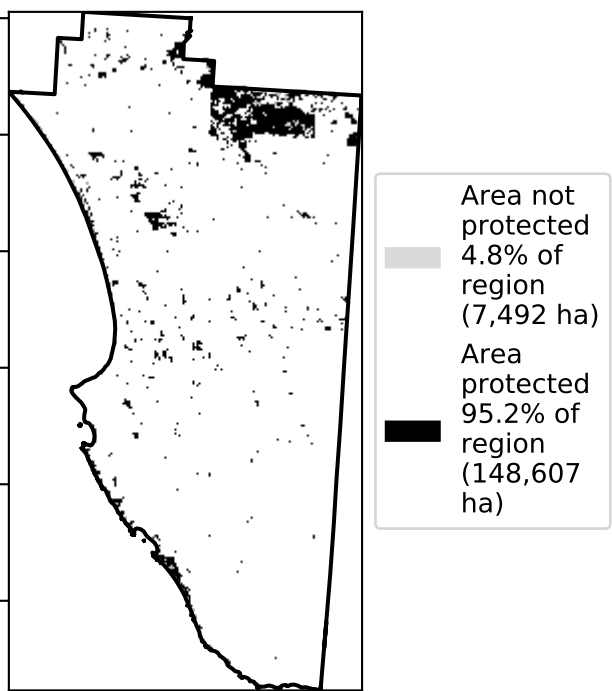 Area not
protected
4.8% of
region
(7,492 ha)
Area
protected
95.2% of
region
(148,607
ha)